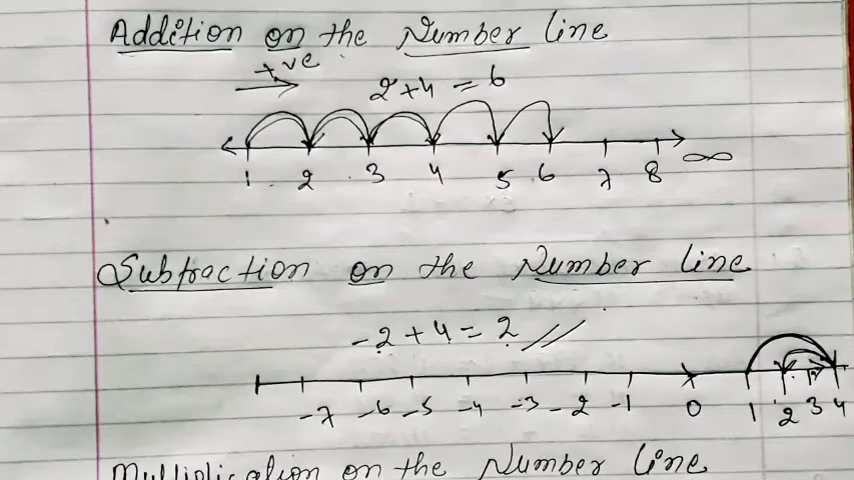 Addition on the Number line
+ve
2+4 = 6
1 2 3 4 5 6 7 8 ∞
Subtraction on the Number line
-2 + 4 = 2 //
-7 -6 -5 -4 -3 -2 -1 0 1 2 3 4
Multiplication on the Number line